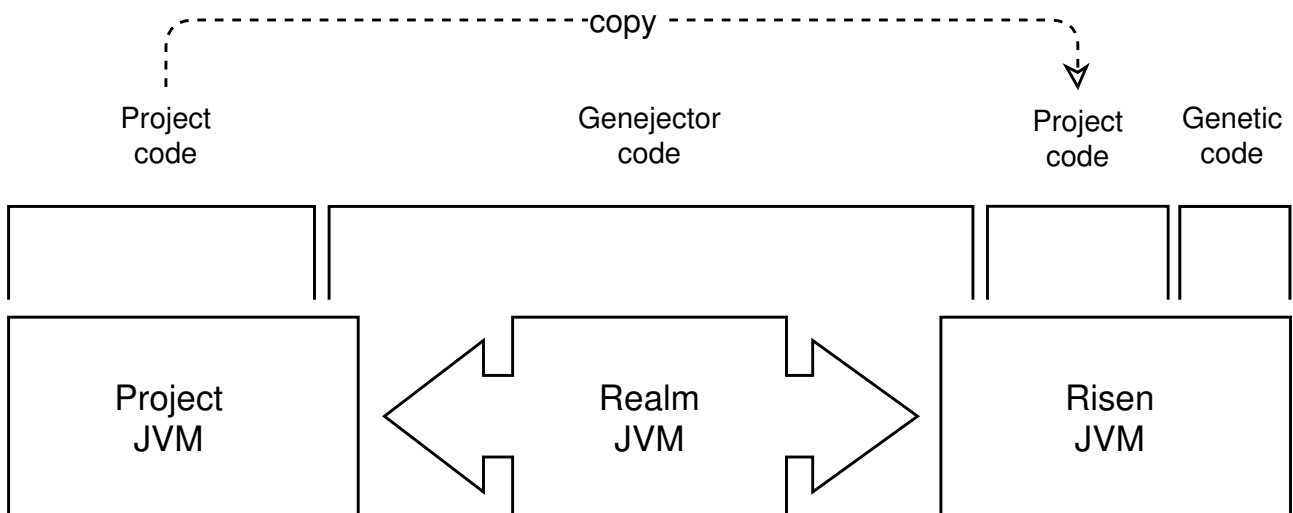 copy
Project
code
Genejector
code
Project
code
Genetic
code
Project
JVM
Realm
JVM
Risen
JVM